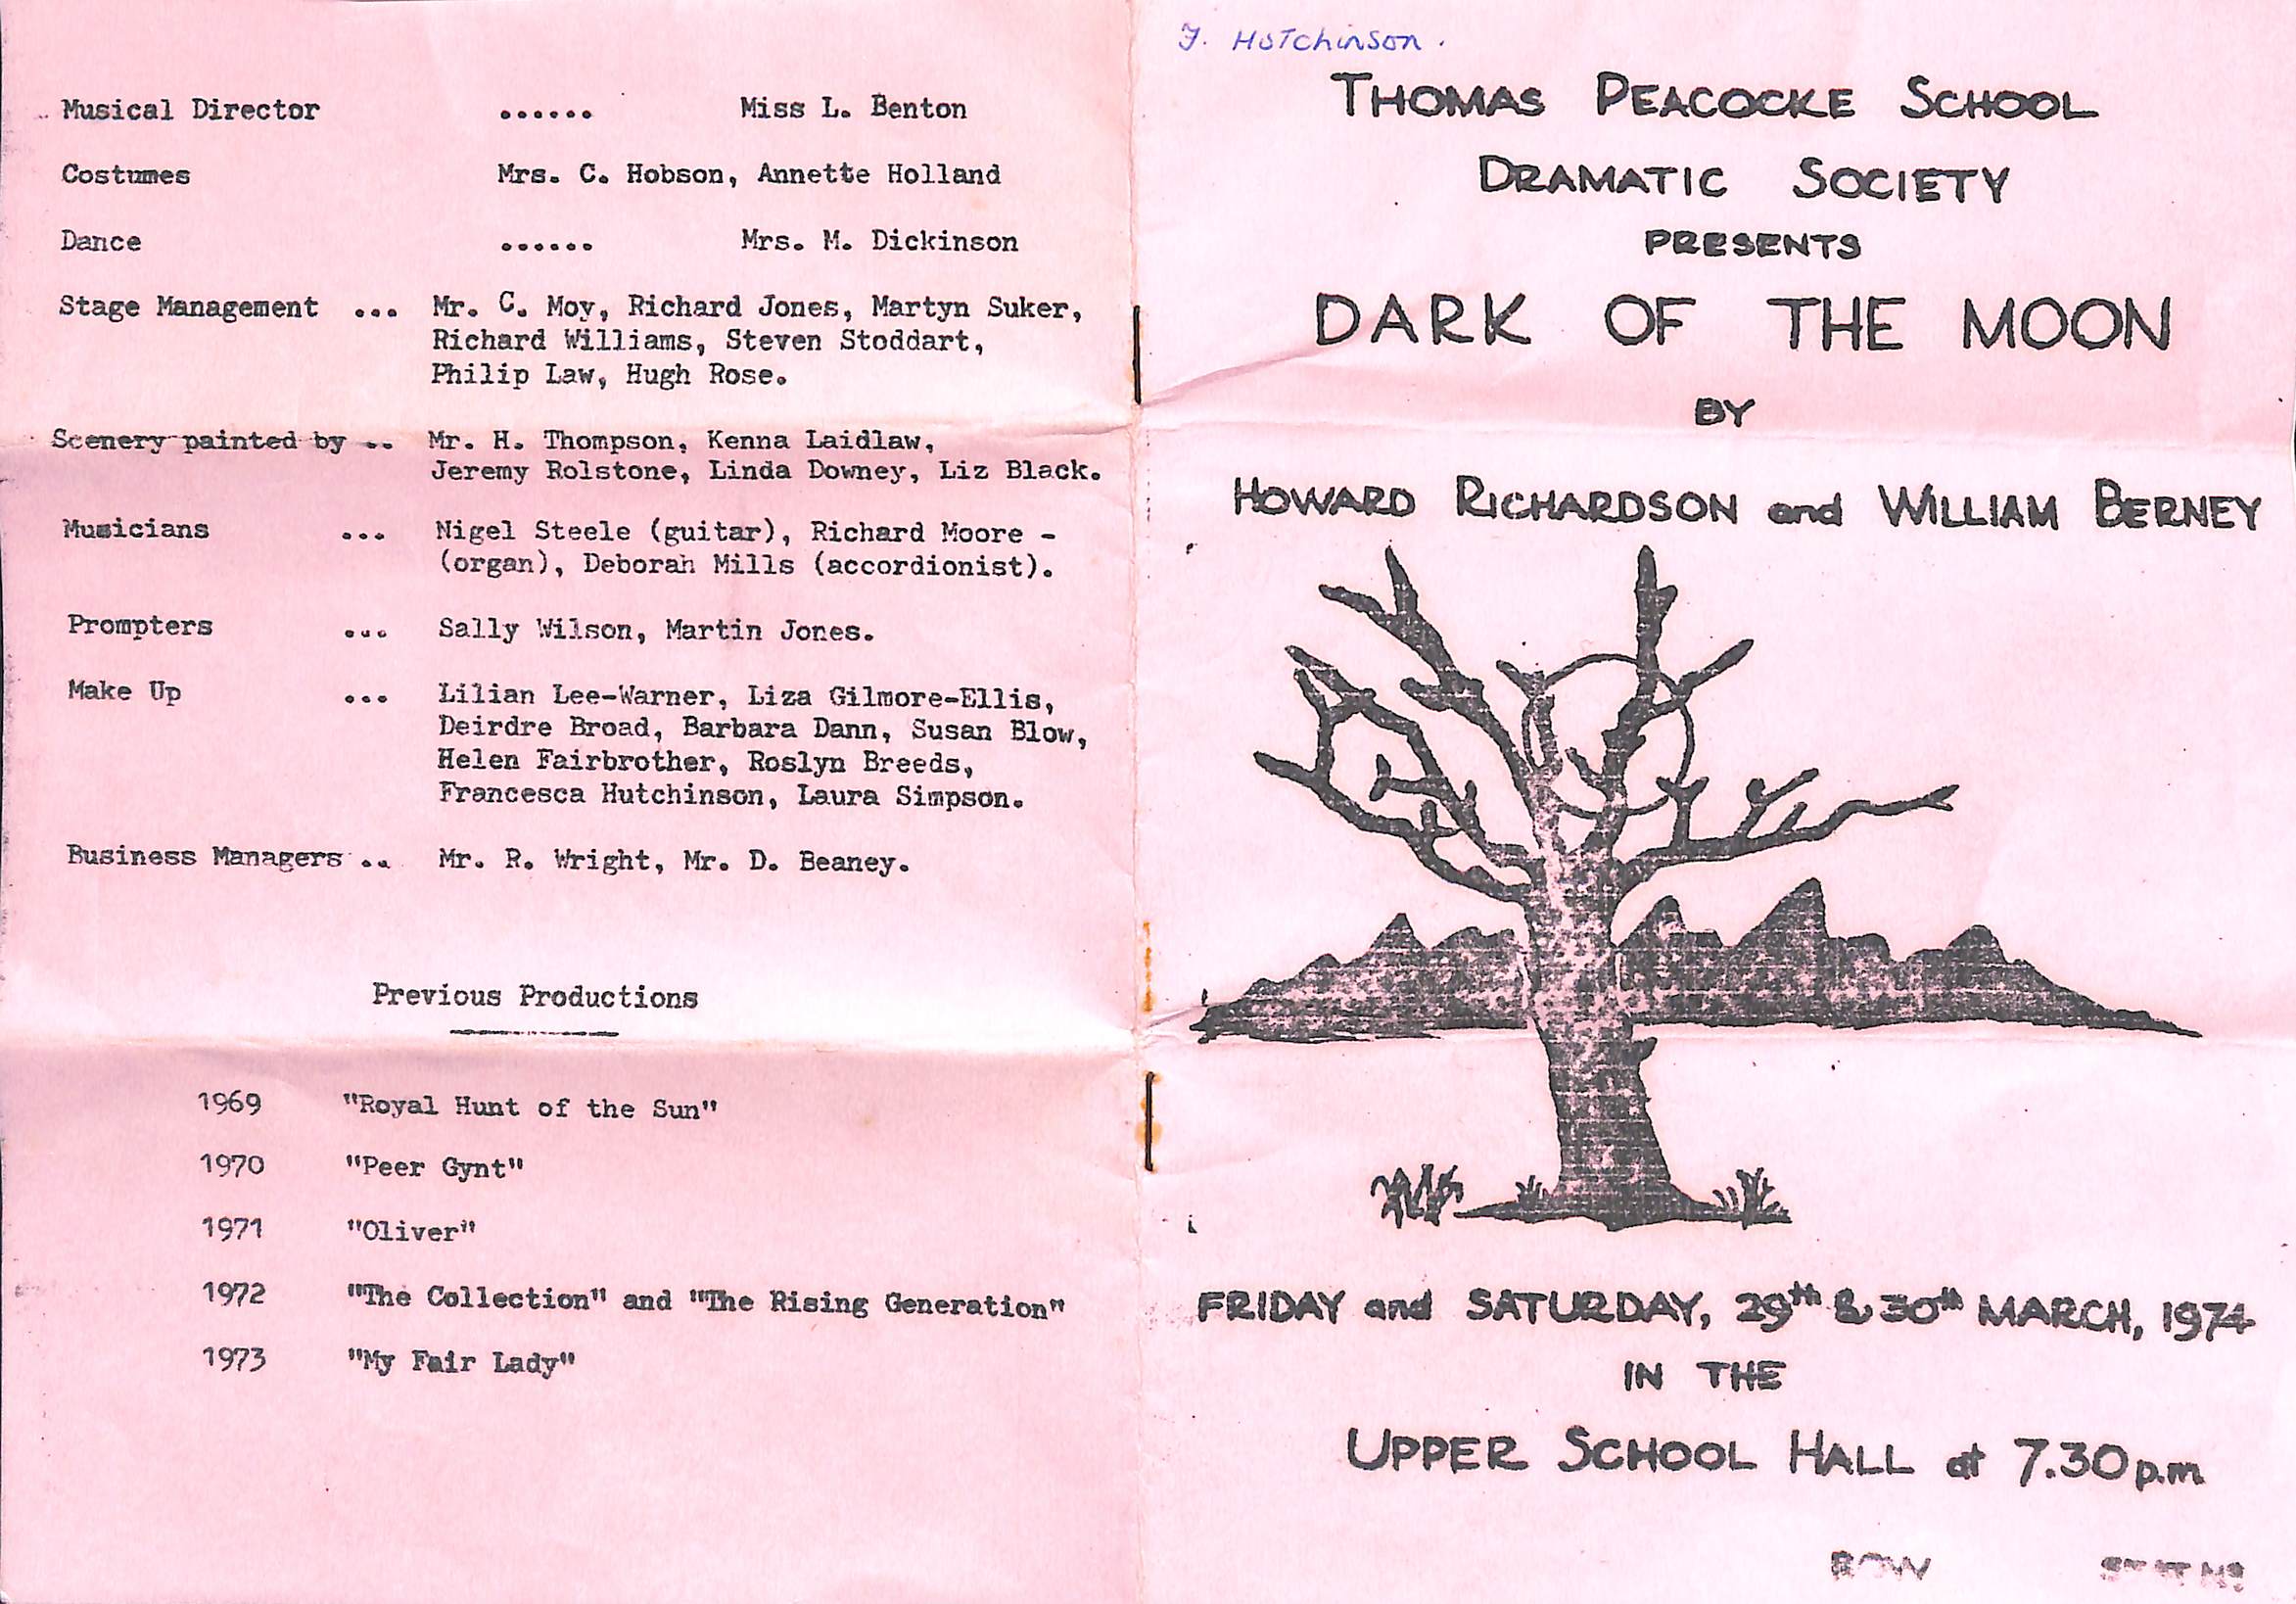 Musical Director ...... Miss L. Benton
Costumes Mrs. C. Hobson, Annette Holland
Dance ...... Mrs. M. Dickinson
Stage Management ... Mr. C. Moy, Richard Jones, Martyn Suker,
Richard Williams, Steven Stoddart,
Philip Law, Hugh Rose.
Scenery painted by .. Mr. H. Thompson, Kenna Laidlaw,
Jeremy Rolstone, Linda Downey, Liz Black.
Musicians ... Nigel Steele (guitar), Richard Moore -
(organ), Deborah Mills (accordionist).
Prompters ... Sally Wilson, Martin Jones.
Make Up ... Lilian Lee-Warner, Liza Gilmore-Ellis,
Deirdre Broad, Barbara Dann, Susan Blow,
Helen Fairbrother, Roslyn Breeds,
Francesca Hutchinson, Laura Simpson.
Business Managers .. Mr. R. Wright, Mr. D. Beaney.
Previous Productions
1969 "Royal Hunt of the Sun"
1970 "Peer Gynt"
1971 "Oliver"
1972 "The Collection" and "The Rising Generation"
1973 "My Fair Lady"
F. HuTchinson.
THOMAS PEACOCKE SCHOOL
DRAMATIC SOCIETY
PRESENTS
DARK OF THE MOON
BY
HOWARD RICHARDSON and WILLIAM BERNEY
FRIDAY and SATURDAY, 29th & 30th MARCH, 1974
IN THE
UPPER SCHOOL HALL at 7.30 p.m
ROW